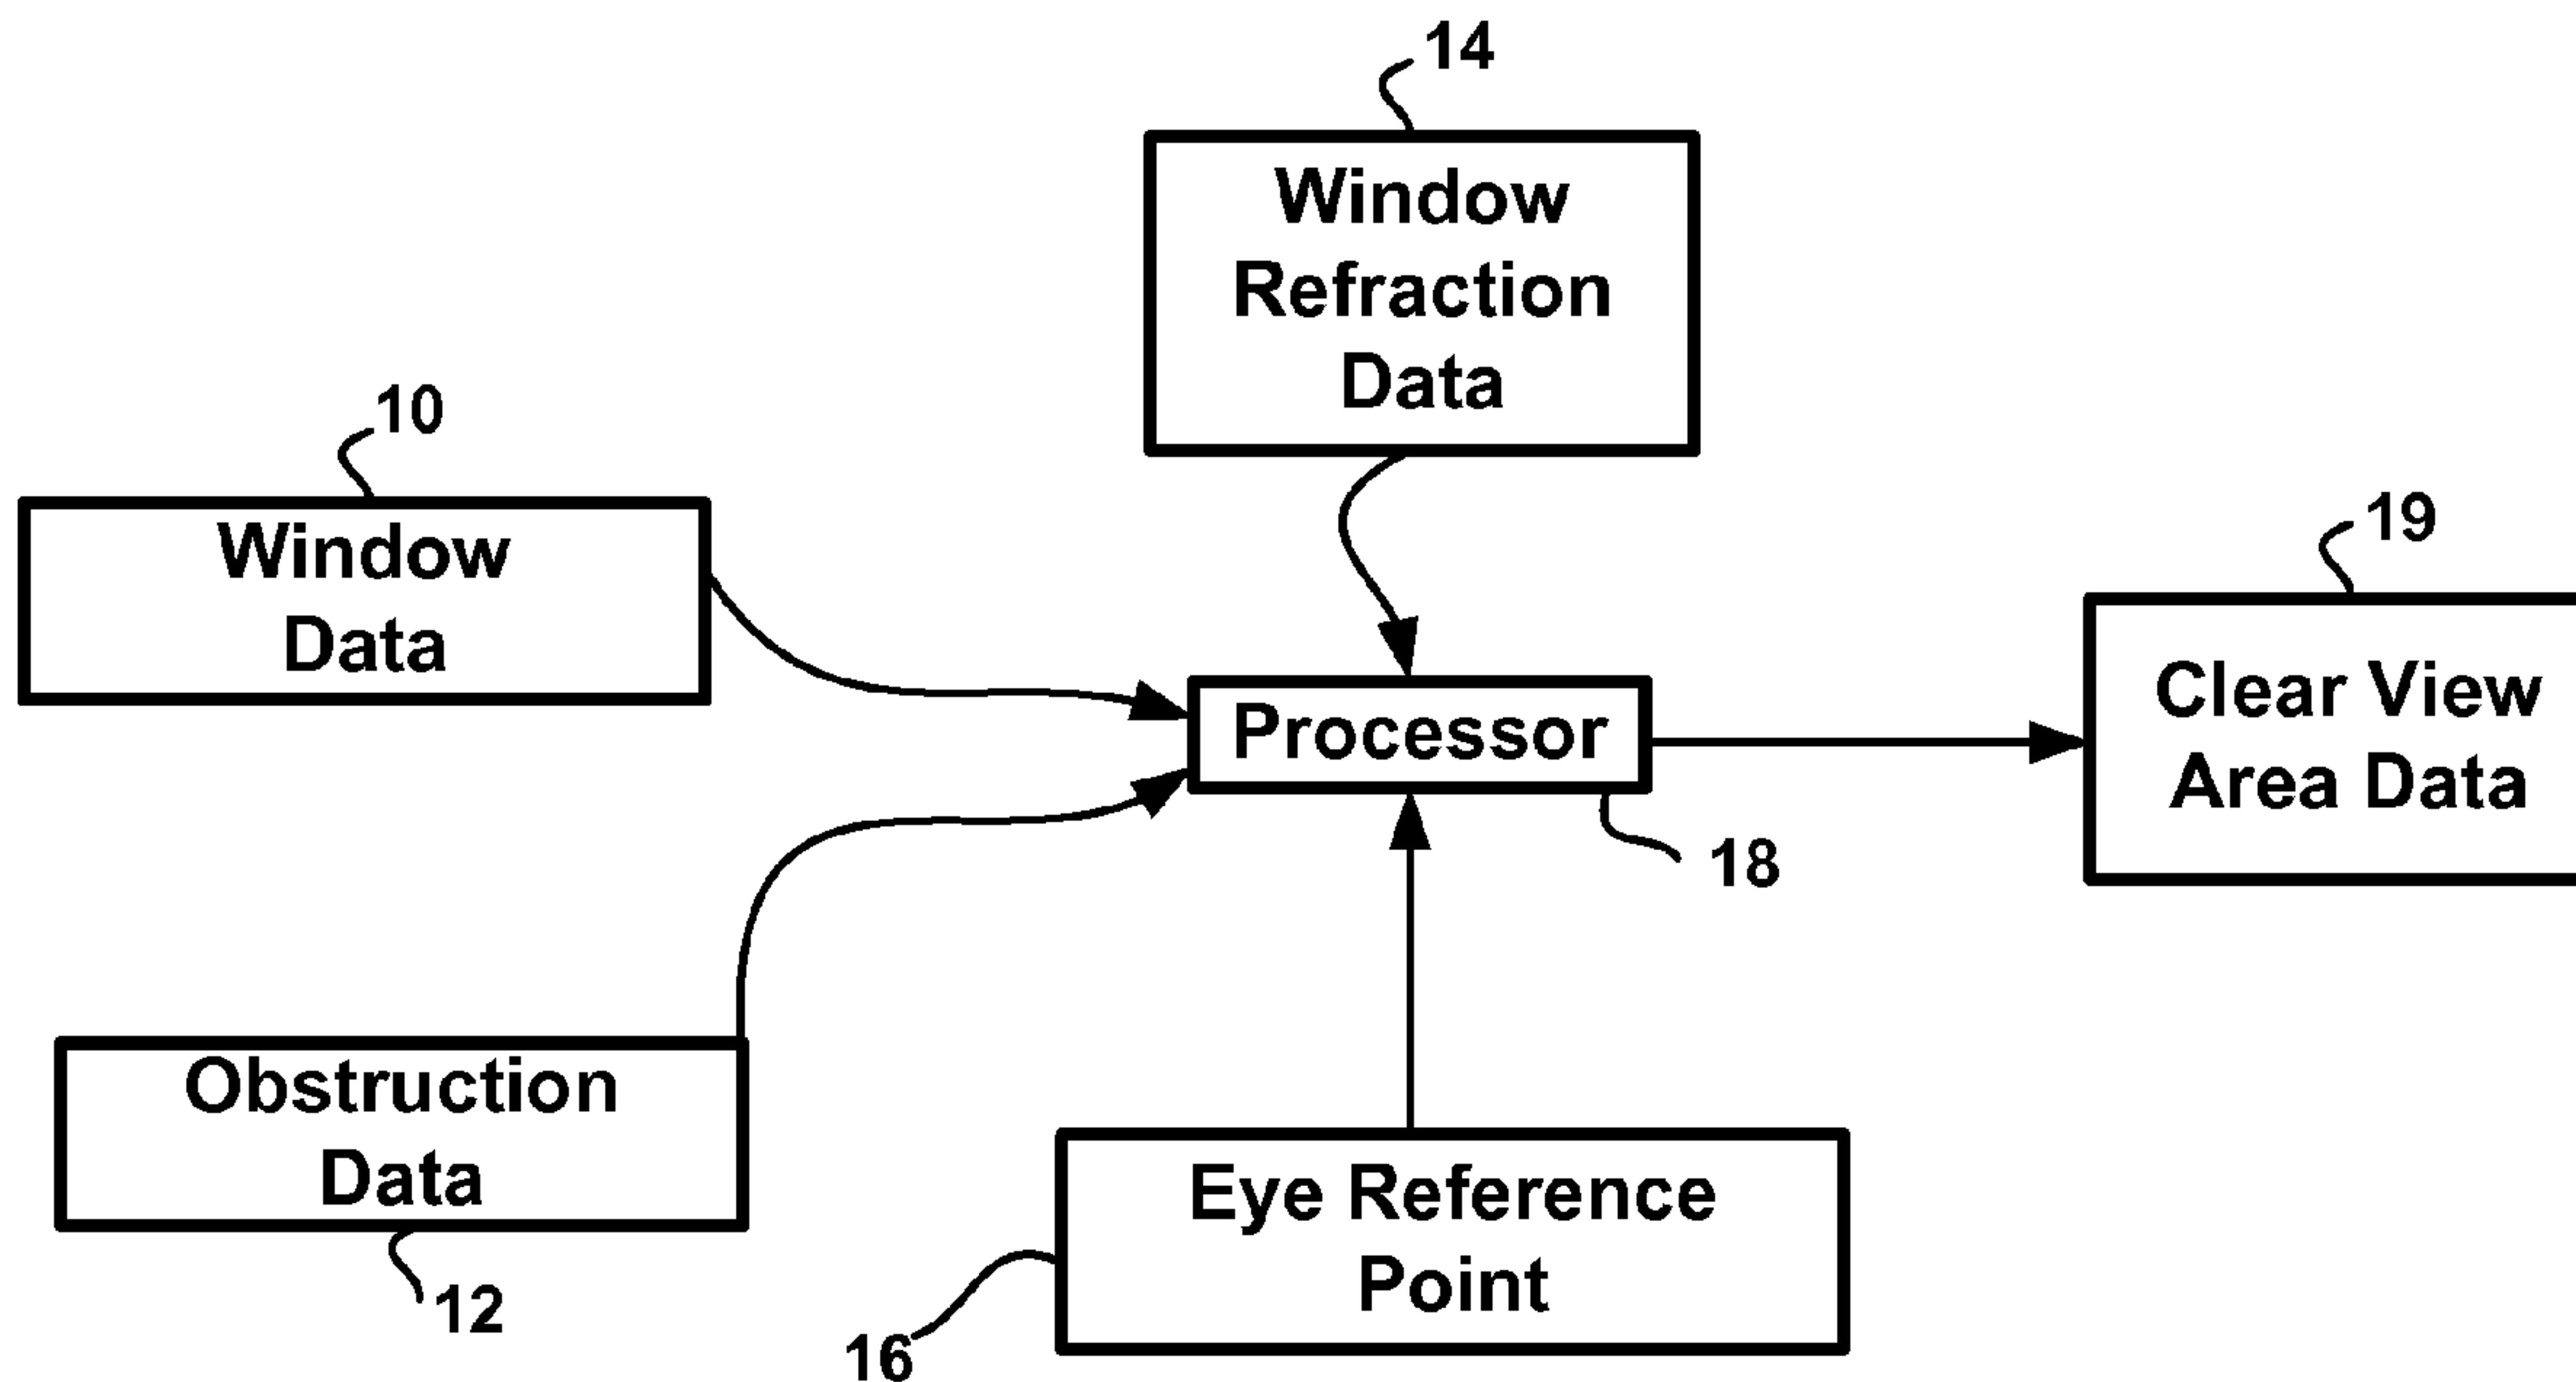 14
Window
Refraction
Data
10
Window
Data
19
Clear View
Area Data
Processor
18
Obstruction
Data
12
Eye Reference
Point
16